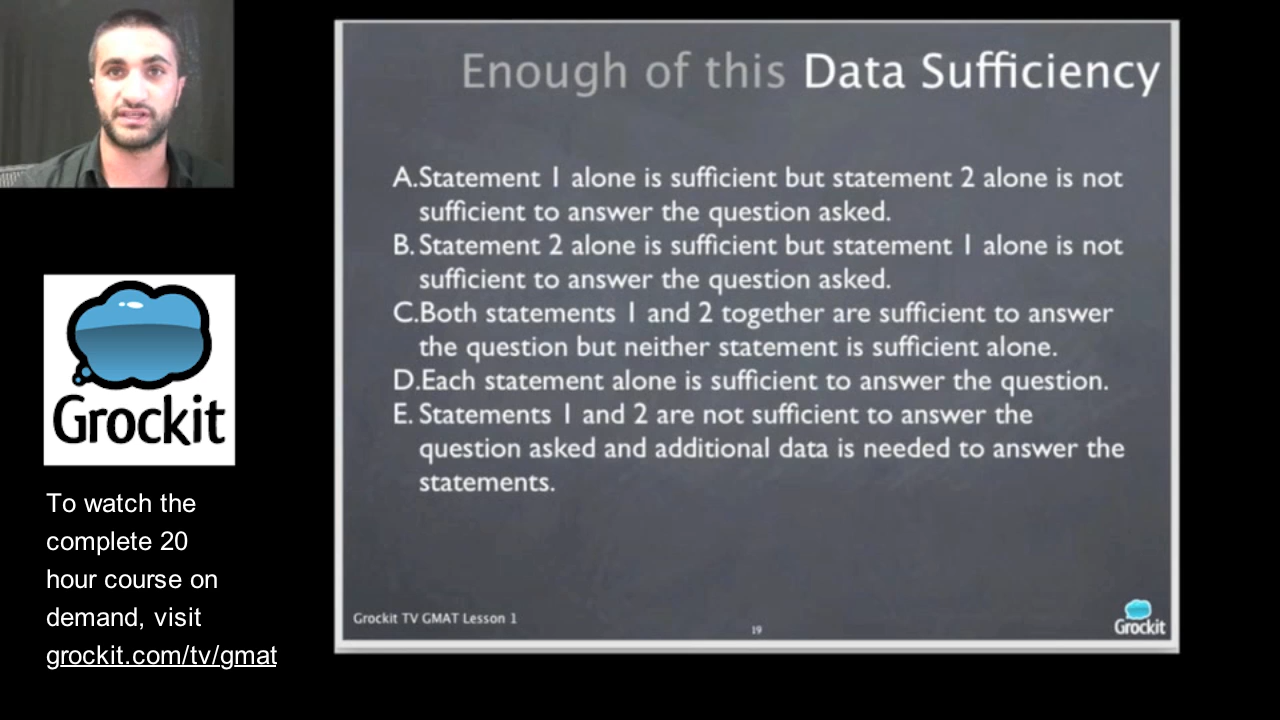 Enough of this Data Sufficiency
A.Statement 1 alone is sufficient but statement 2 alone is not
sufficient to answer the question asked.
B. Statement 2 alone is sufficient but statement 1 alone is not
sufficient to answer the question asked.
C.Both statements 1 and 2 together are sufficient to answer
the question but neither statement is sufficient alone.
D.Each statement alone is sufficient to answer the question.
E. Statements 1 and 2 are not sufficient to answer the
question asked and additional data is needed to answer the
statements.
Grockit TV GMAT Lesson 1
19
Grockit
Grockit
To watch the
complete 20
hour course on
demand, visit
grockit.com/tv/gmat